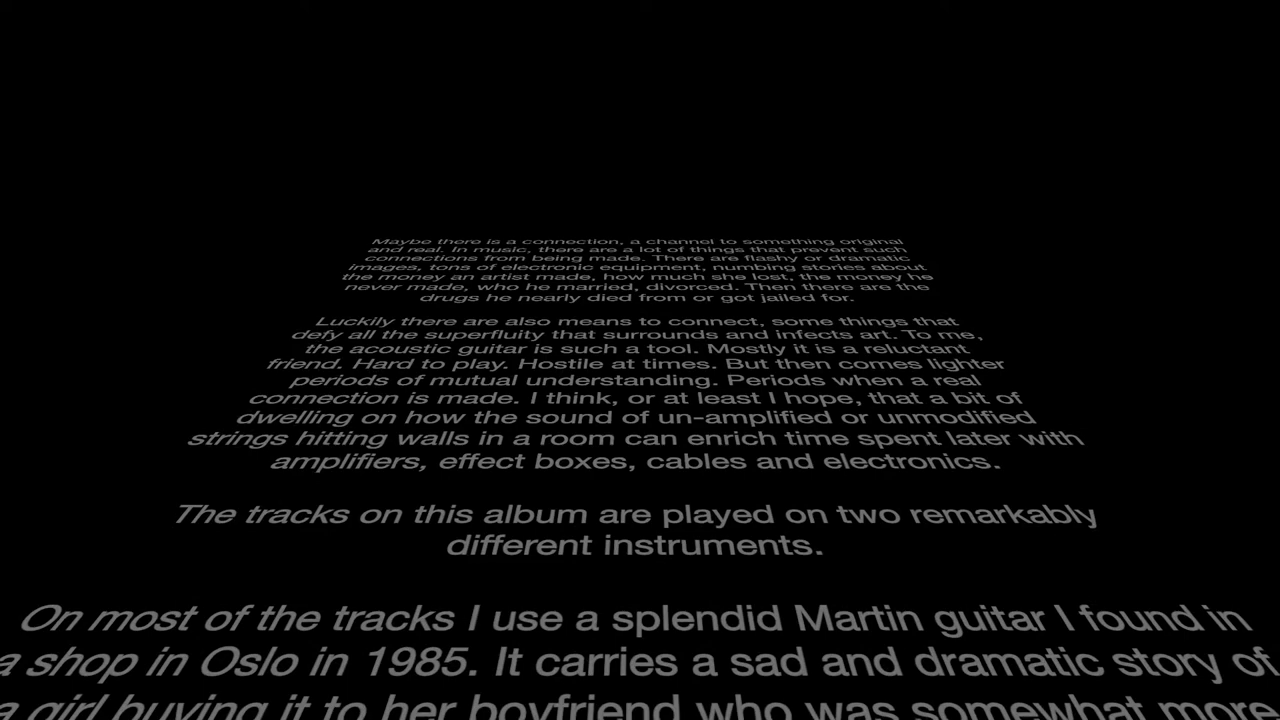 Maybe there is a connection, a channel to something original
and real. In music, there are a lot of things that prevent such
connections from being made. There are flashy or dramatic
images, tons of electronic equipment, numbing stories about
the money an artist made, how much she lost, the money he
never made, who he married, divorced. Then there are the
drugs he nearly died from or got jailed for.
Luckily there are also means to connect, some things that
defy all the superfluity that surrounds and infects art. To me,
the acoustic guitar is such a tool. Mostly it is a reluctant
friend. Hard to play. Hostile at times. But then comes lighter
periods of mutual understanding. Periods when a real
connection is made. I think, or at least I hope, that a bit of
dwelling on how the sound of un-amplified or unmodified
strings hitting walls in a room can enrich time spent later with
amplifiers, effect boxes, cables and electronics.
The tracks on this album are played on two remarkably
different instruments.
On most of the tracks I use a splendid Martin guitar I found in
a shop in Oslo in 1985. It carries a sad and dramatic story of
a girl buying it to her boyfriend who was somewhat more